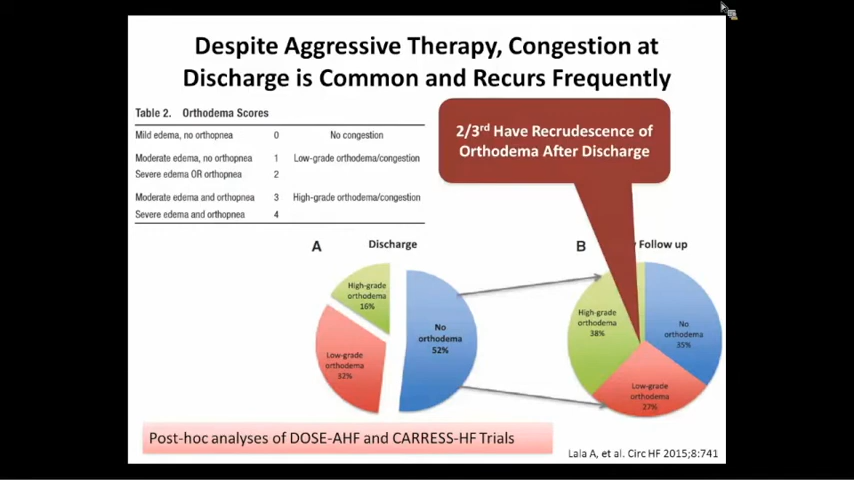 Despite Aggressive Therapy, Congestion at
Discharge is Common and Recurs Frequently
Table 2. Orthodema Scores
Mild edema, no orthopnea 0 No congestion
Moderate edema, no orthopnea 1 Low-grade orthodema/congestion
Severe edema OR orthopnea 2
Moderate edema and orthopnea 3 High-grade orthodema/congestion
Severe edema and orthopnea 4
2/3rd Have Recrudescence of
Orthodema After Discharge
A Discharge
High-grade
orthodema
16%
No
orthodema
52%
Low-grade
orthodema
32%
B Follow up
High-grade
orthodema
38%
No
orthodema
35%
Low-grade
orthodema
27%
Post-hoc analyses of DOSE-AHF and CARRESS-HF Trials
Lala A, et al. Circ HF 2015;8:741